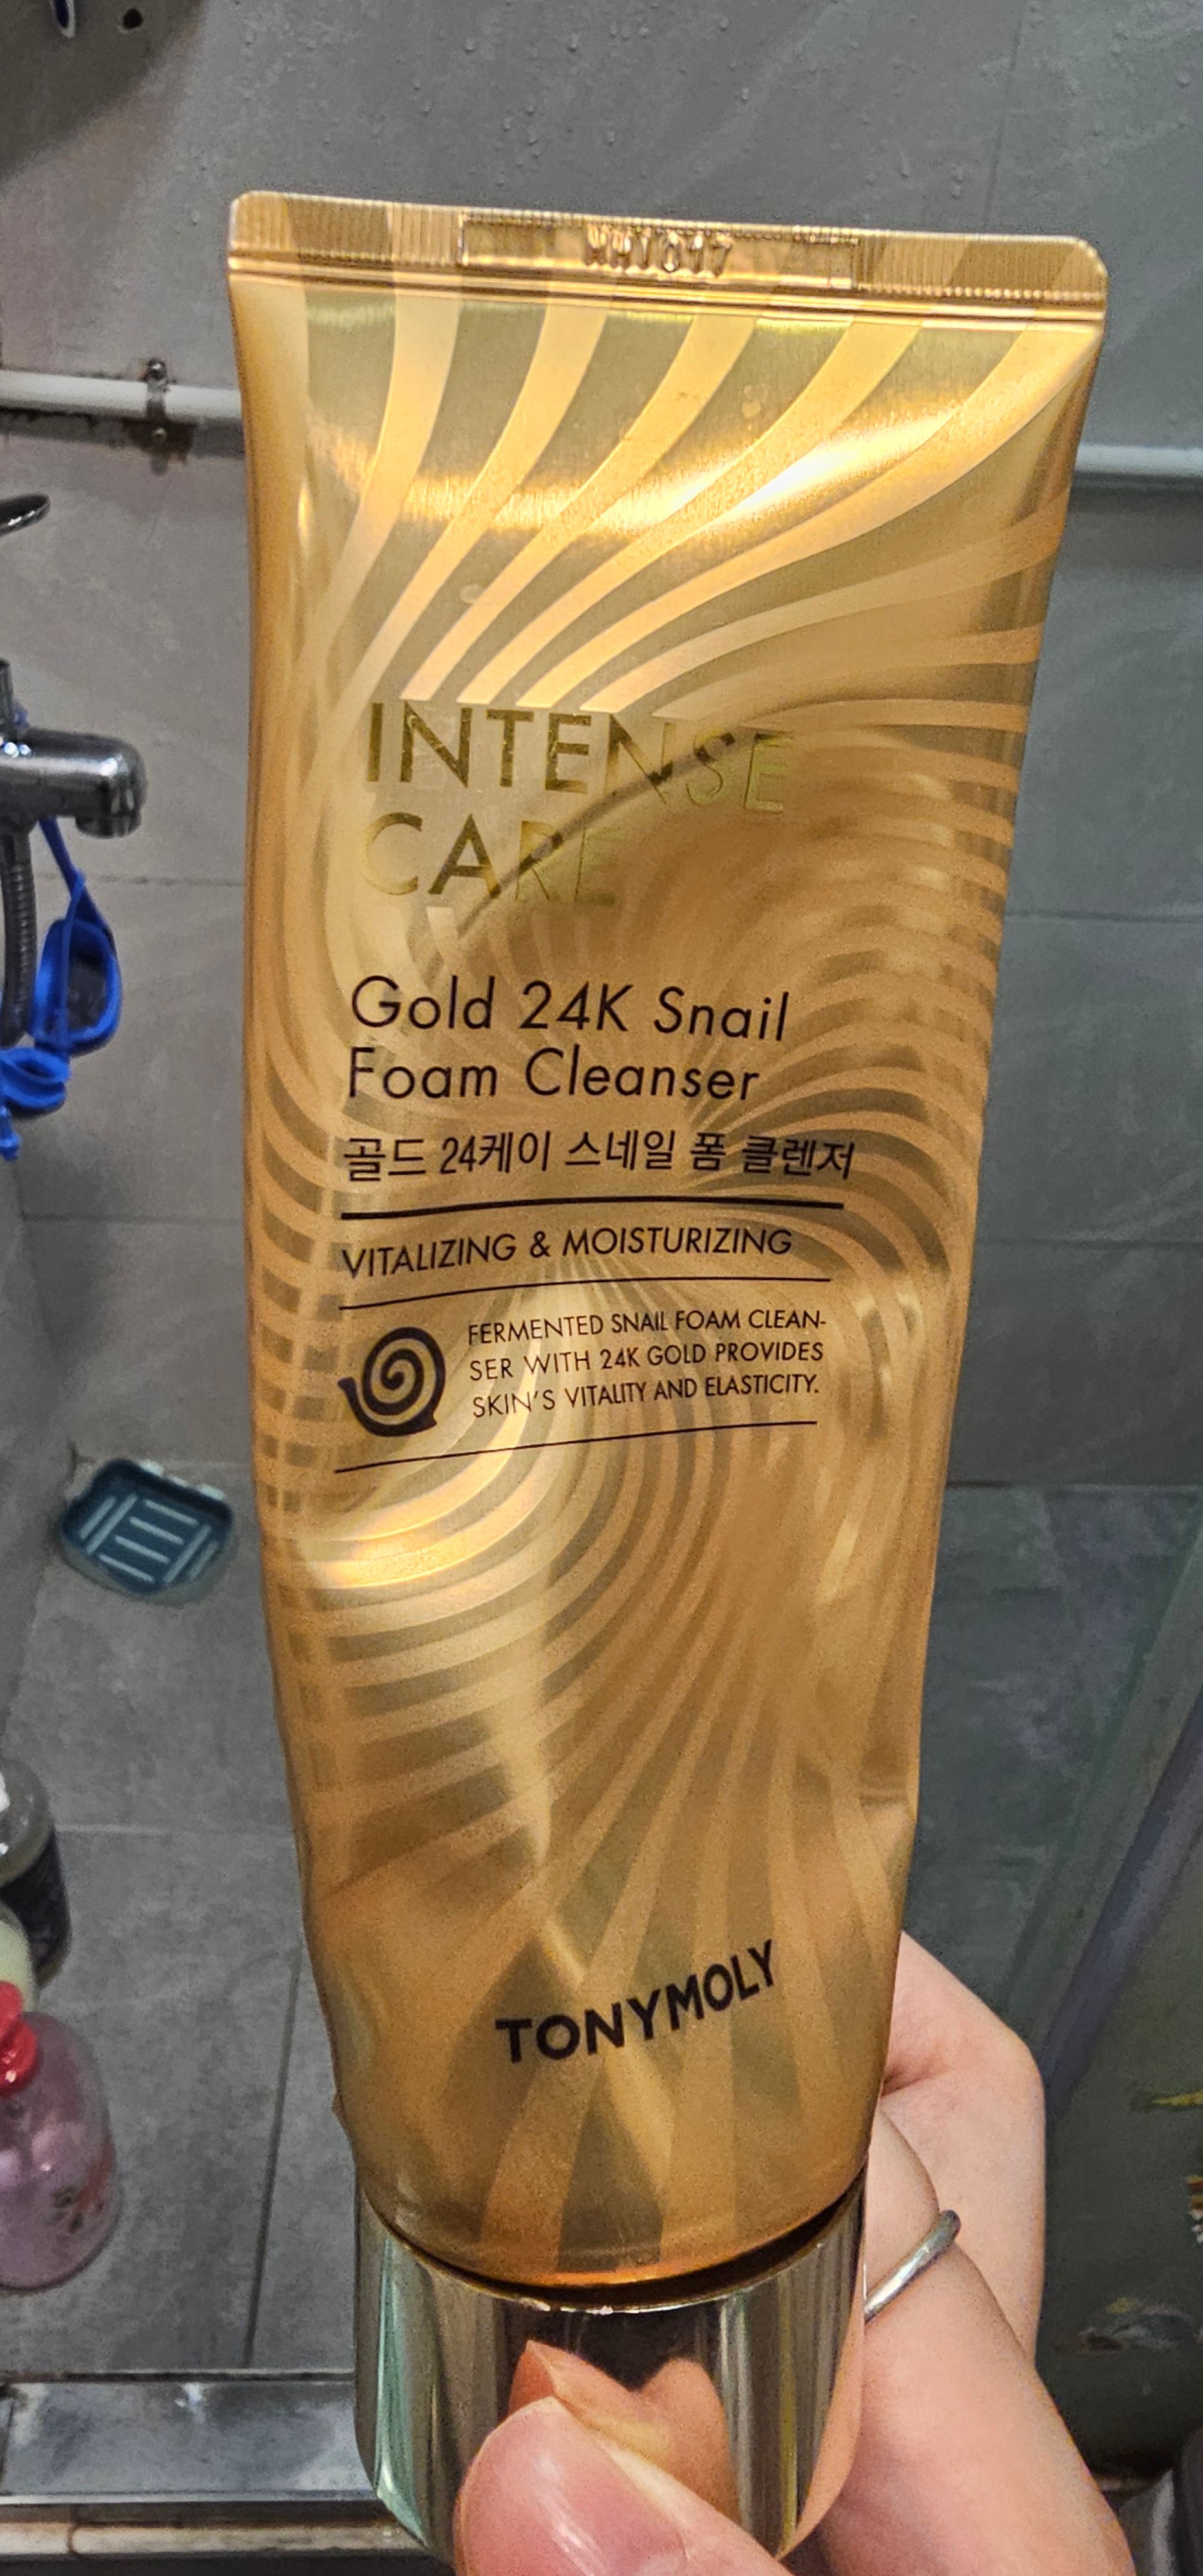 INTENSE
CARE
Gold 24K Snail
Foam Cleanser
골드 24케이 스네일 폼 클렌저
VITALIZING & MOISTURIZING
FERMENTED SNAIL FOAM CLEAN-
SER WITH 24K GOLD PROVIDES
SKIN'S VITALITY AND ELASTICITY.
TONYMOLY